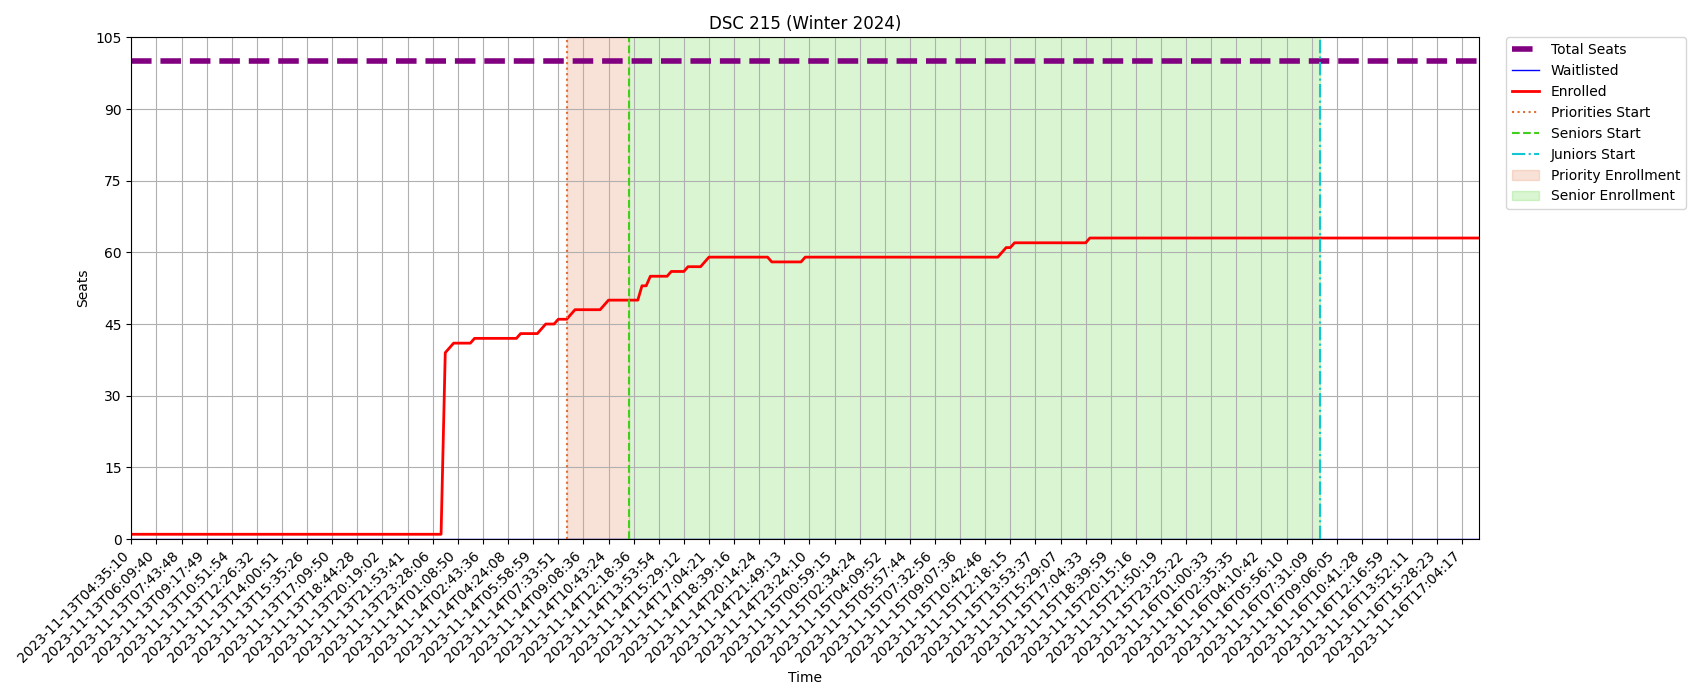 DSC 215 (Winter 2024)
105
90
75
60
45
30
15
0
Seats
2023-11-13T04:35:10
2023-11-13T06:09:40
2023-11-13T07:43:48
2023-11-13T09:17:49
2023-11-13T10:51:54
2023-11-13T12:26:32
2023-11-13T14:00:51
2023-11-13T15:35:26
2023-11-13T17:09:50
2023-11-13T18:44:28
2023-11-13T20:19:02
2023-11-13T21:53:41
2023-11-13T23:28:06
2023-11-14T01:08:50
2023-11-14T02:43:36
2023-11-14T04:24:08
2023-11-14T05:58:59
2023-11-14T07:33:51
2023-11-14T09:08:36
2023-11-14T10:43:24
2023-11-14T12:18:36
2023-11-14T13:53:54
2023-11-14T15:29:12
2023-11-14T17:04:21
2023-11-14T18:39:16
2023-11-14T20:14:24
2023-11-14T21:49:13
2023-11-14T23:24:10
2023-11-15T00:59:15
2023-11-15T02:34:24
2023-11-15T04:09:52
2023-11-15T05:57:44
2023-11-15T07:32:56
2023-11-15T09:07:36
2023-11-15T10:42:46
2023-11-15T12:18:15
2023-11-15T13:53:37
2023-11-15T15:29:07
2023-11-15T17:04:33
2023-11-15T18:39:59
2023-11-15T20:15:16
2023-11-15T21:50:19
2023-11-15T23:25:22
2023-11-16T01:00:33
2023-11-16T02:35:35
2023-11-16T04:10:42
2023-11-16T05:56:10
2023-11-16T07:31:09
2023-11-16T09:06:05
2023-11-16T10:41:28
2023-11-16T12:16:59
2023-11-16T13:52:11
2023-11-16T15:28:23
2023-11-16T17:04:17
Time
Total Seats
Waitlisted
Enrolled
Priorities Start
Seniors Start
Juniors Start
Priority Enrollment
Senior Enrollment